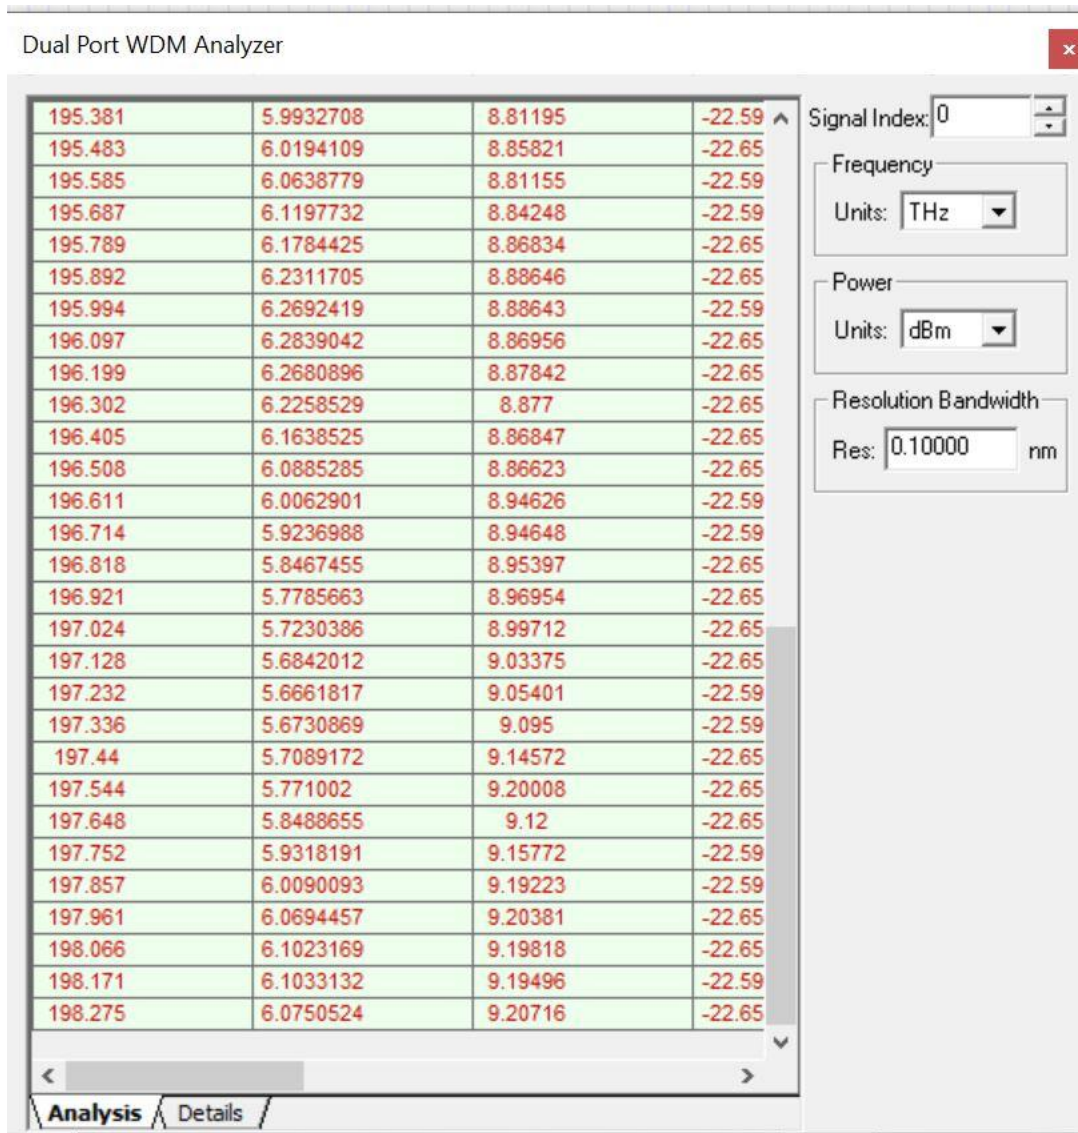 Dual Port WDM Analyzer
x
195.381 5.9932708 8.81195 -22.59
195.483 6.0194109 8.85821 -22.65
195.585 6.0638779 8.81155 -22.59
195.687 6.1197732 8.84248 -22.59
195.789 6.1784425 8.86834 -22.65
195.892 6.2311705 8.88646 -22.65
195.994 6.2692419 8.88643 -22.59
196.097 6.2839042 8.86956 -22.65
196.199 6.2680896 8.87842 -22.65
196.302 6.2258529 8.877 -22.65
196.405 6.1638525 8.86847 -22.65
196.508 6.0885285 8.86623 -22.65
196.611 6.0062901 8.94626 -22.59
196.714 5.9236988 8.94648 -22.59
196.818 5.8467455 8.95397 -22.65
196.921 5.7785663 8.96954 -22.65
197.024 5.7230386 8.99712 -22.65
197.128 5.6842012 9.03375 -22.65
197.232 5.6661817 9.05401 -22.59
197.336 5.6730869 9.095 -22.59
197.44 5.7089172 9.14572 -22.65
197.544 5.771002 9.20008 -22.65
197.648 5.8488655 9.12 -22.65
197.752 5.9318191 9.15772 -22.59
197.857 6.0090093 9.19223 -22.59
197.961 6.0694457 9.20381 -22.65
198.066 6.1023169 9.19818 -22.65
198.171 6.1033132 9.19496 -22.59
198.275 6.0750524 9.20716 -22.65
Analysis Details
Signal Index: 0
Frequency
Units: THz
Power
Units: dBm
Resolution Bandwidth
Res: 0.10000 nm